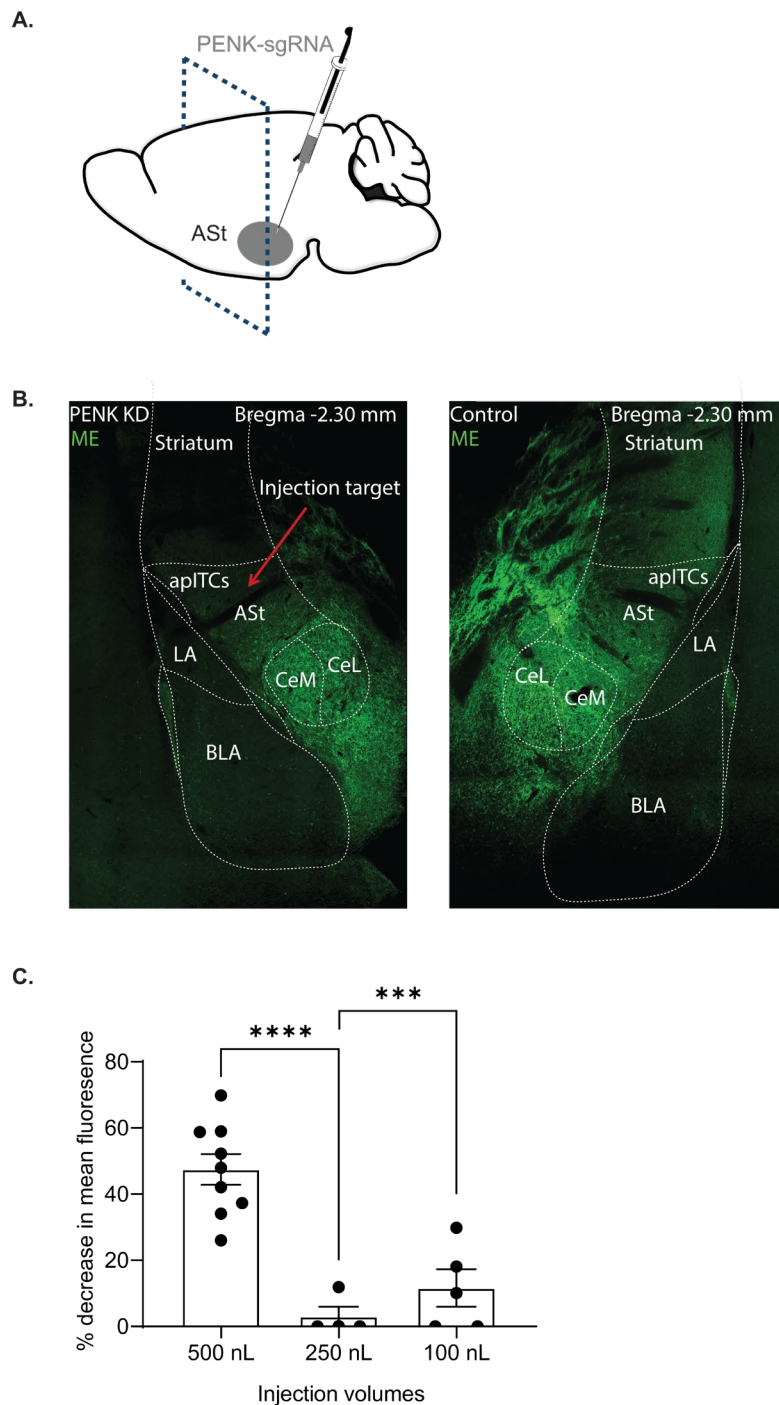 A.
PENK-sgRNA
ASt
B.
PENK KD Bregma -2.30 mm
ME
Striatum
Injection target
apITCs
ASt
LA
CeL
CeM
BLA
Control Bregma -2.30 mm
ME
Striatum
apITCs
ASt
LA
CeL
CeM
BLA
C.
***
****
% decrease in mean fluoresence
80
60
40
20
0
500 nL 250 nL 100 nL
Injection volumes